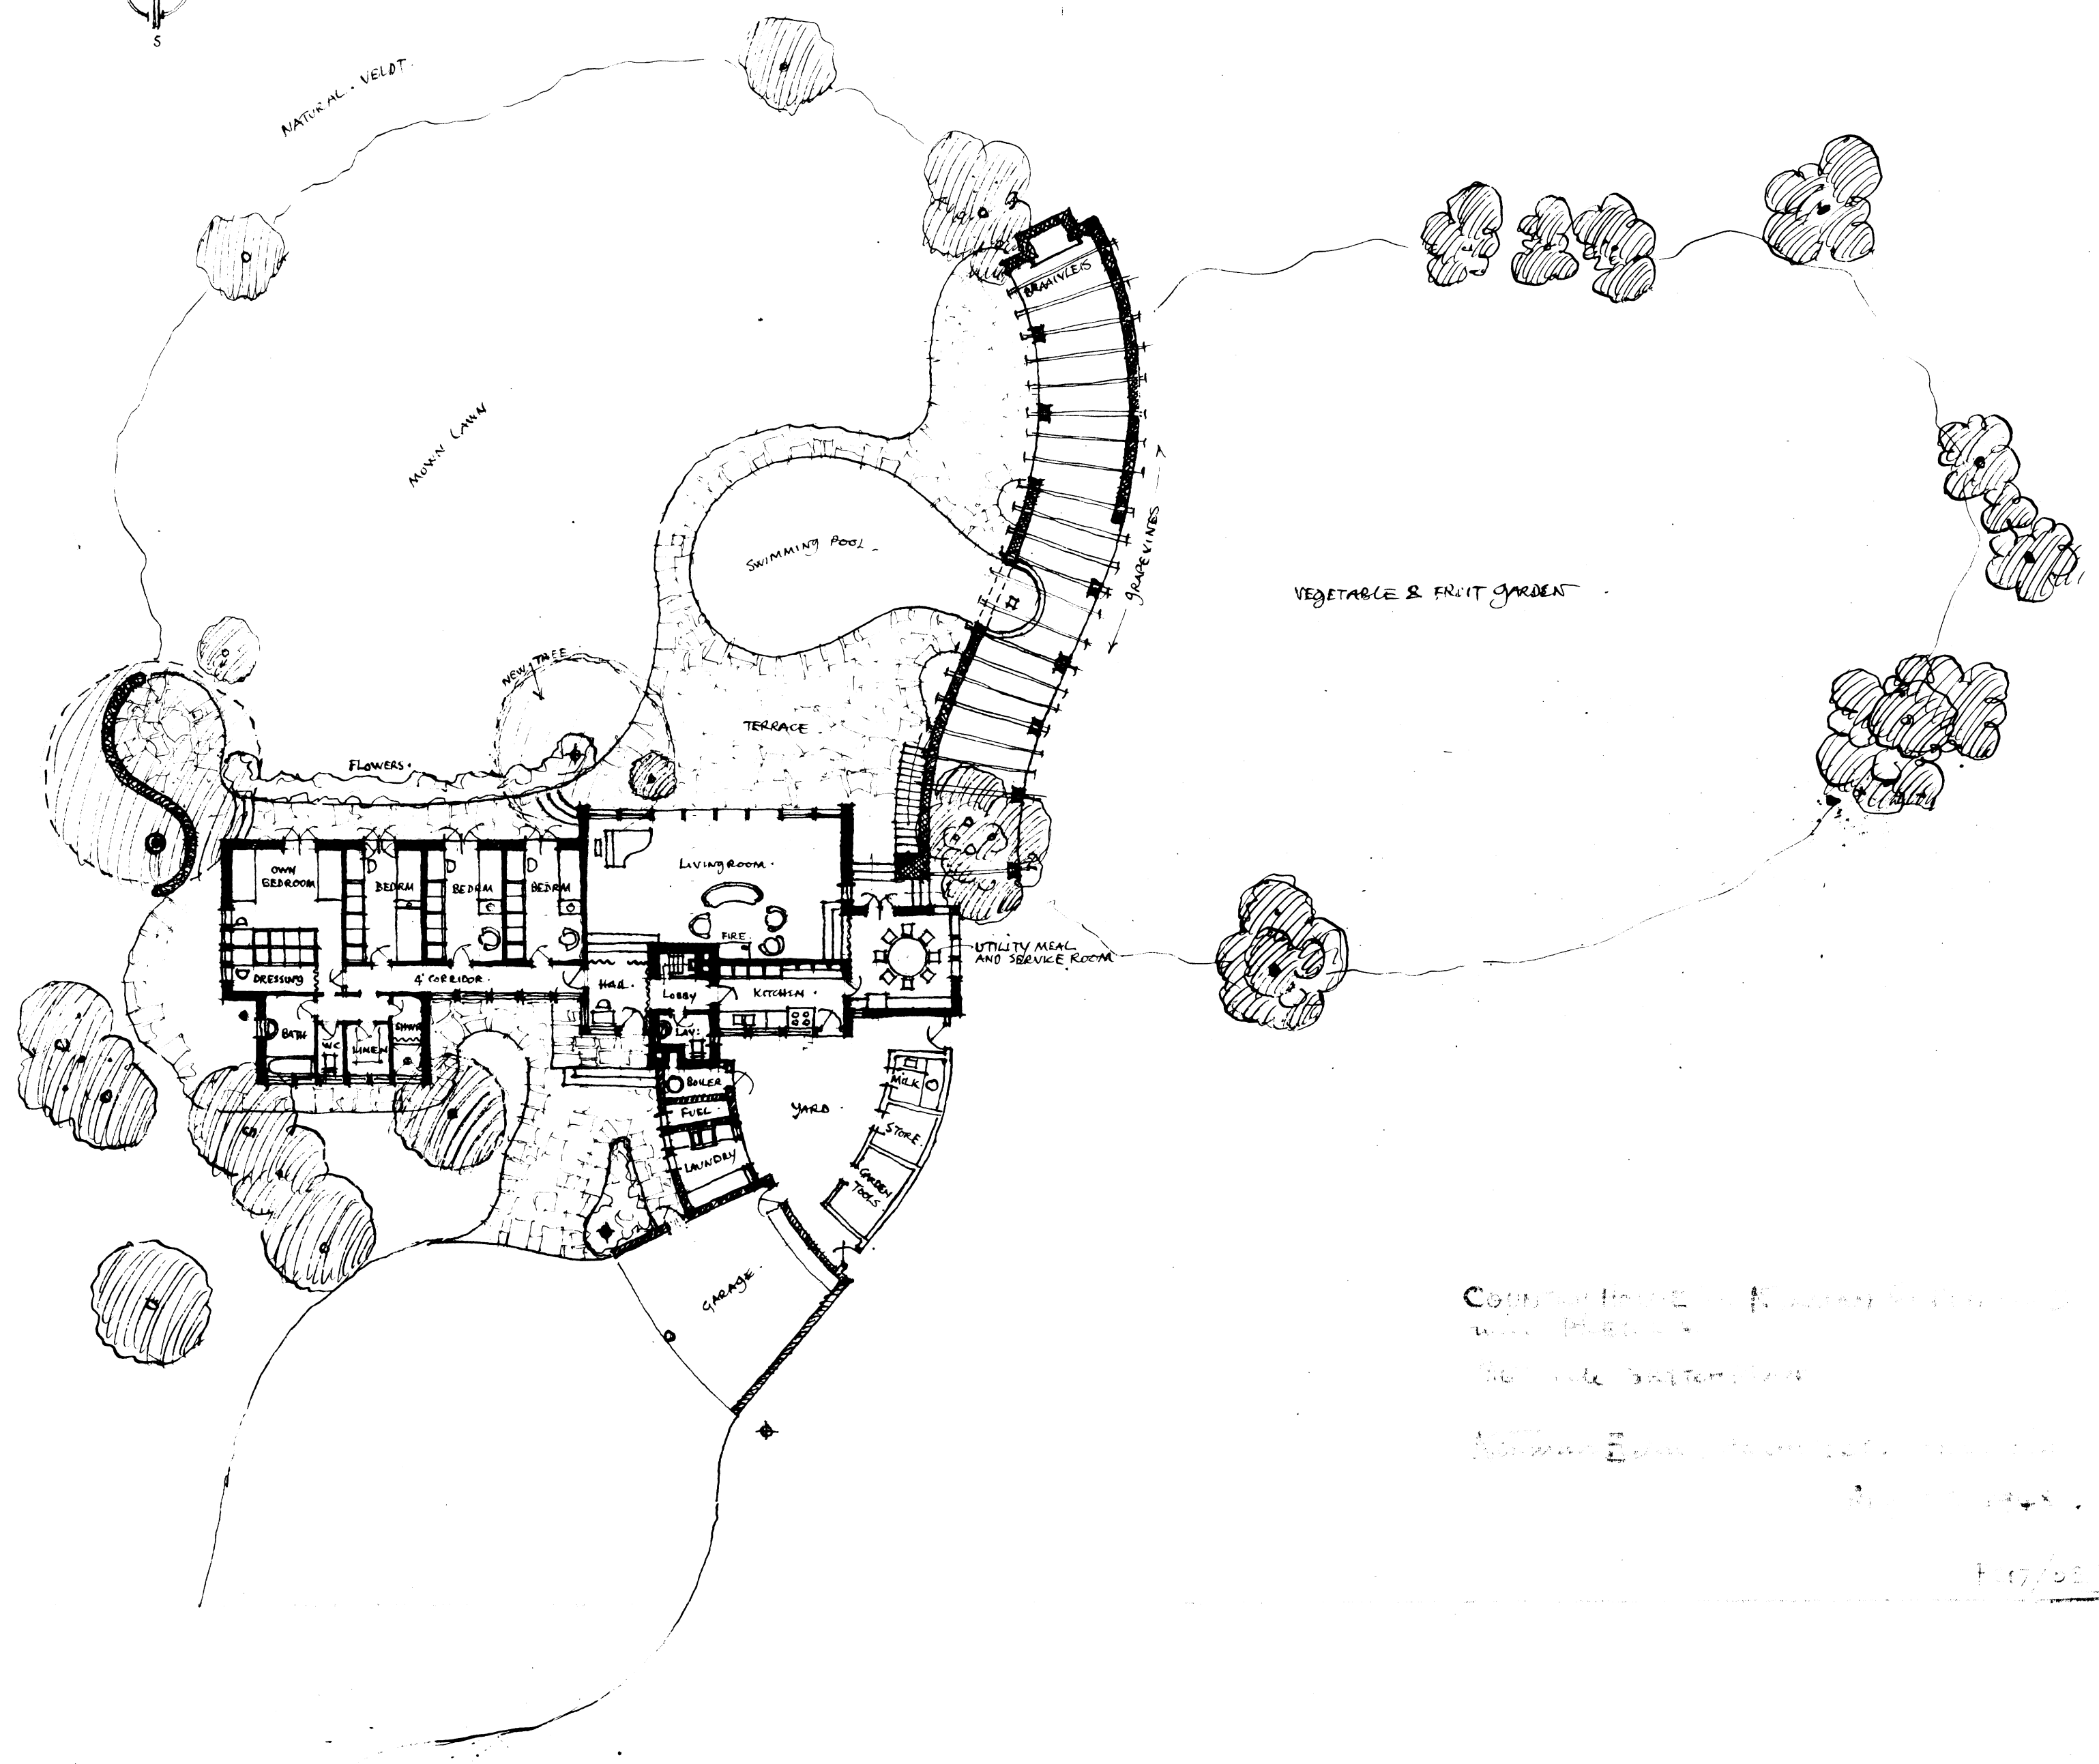 S
NATURAL. VELDT.
BRAAIVLEIS
MOWN LAWN
GRAPEVINES
SWIMMING POOL.
VEGETABLE & FRUIT GARDEN.
NEW TREE
TERRACE.
FLOWERS.
LIVINGROOM.
OWN
BEDROOM
BEDRM
BEDRM
BEDRM
FIRE
UTILITY MEAL
AND SERVICE ROOM
DRESSING
4' CORRIDOR.
HALL.
LOBBY
KITCHEN.
BATH
WC
LINEN
SHWR
LAV.
BOILER
MILK
FUEL.
YARD.
STORE.
LAUNDRY
GARDEN
TOOLS
GARAGE.